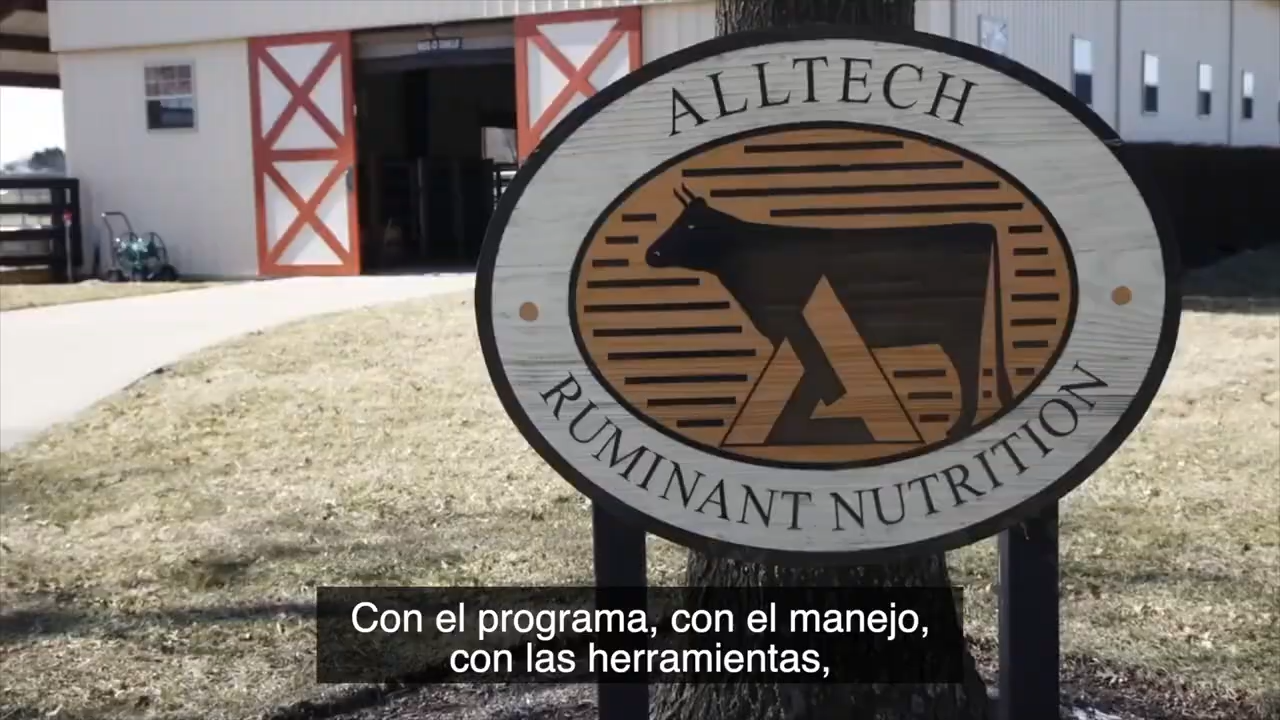 ALLTECH
RUMINANT NUTRITION
Con el programa, con el manejo,
con las herramientas,